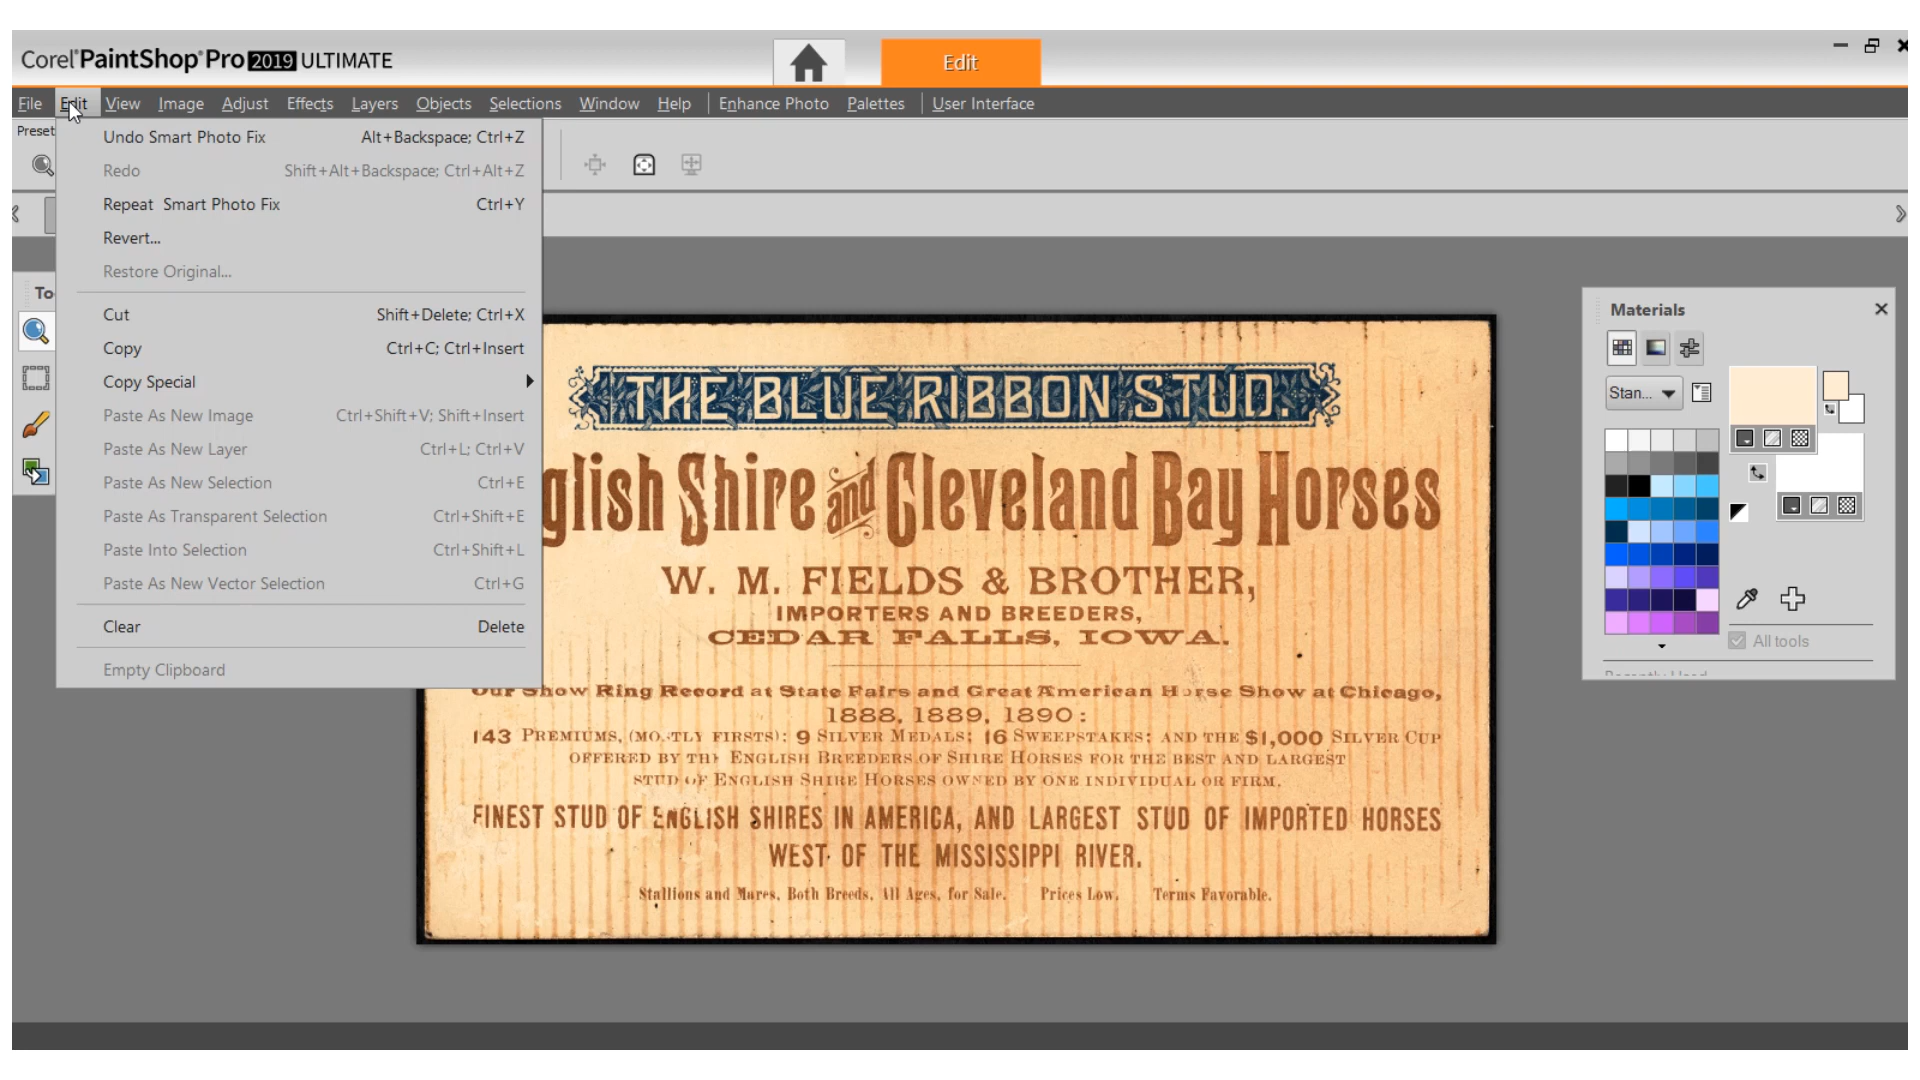 Corel PaintShop Pro 2019 ULTIMATE
Edit
File Edit View Image Adjust Effects Layers Objects Selections Window Help Enhance Photo Palettes User Interface
Preset
Undo Smart Photo Fix Alt+Backspace; Ctrl+Z
Redo Shift+Alt+Backspace; Ctrl+Alt+Z
Repeat Smart Photo Fix Ctrl+Y
Revert...
Restore Original...
To
Cut Shift+Delete; Ctrl+X
Copy Ctrl+C; Ctrl+Insert
Copy Special
Paste As New Image Ctrl+Shift+V; Shift+Insert
Paste As New Layer Ctrl+L; Ctrl+V
Paste As New Selection Ctrl+E
Paste As Transparent Selection Ctrl+Shift+E
Paste Into Selection Ctrl+Shift+L
Paste As New Vector Selection Ctrl+G
Clear Delete
Empty Clipboard
THE BLUE RIBBON STUD.
glish Shire and Cleveland Bay Horses
W. M. FIELDS & BROTHER,
IMPORTERS AND BREEDERS,
CEDAR FALLS, IOWA.
Our Show Ring Record at State Fairs and Great American Horse Show at Chicago,
1888, 1889, 1890:
143 PREMIUMS, (MOSTLY FIRSTS); 9 SILVER MEDALS; 16 SWEEPSTAKES; AND THE $1,000 SILVER CUP
OFFERED BY THE ENGLISH BREEDERS OF SHIRE HORSES FOR THE BEST AND LARGEST
STUD OF ENGLISH SHIRE HORSES OWNED BY ONE INDIVIDUAL OR FIRM.
FINEST STUD OF ENGLISH SHIRES IN AMERICA, AND LARGEST STUD OF IMPORTED HORSES
WEST OF THE MISSISSIPPI RIVER.
Stallions and Mares, Both Breeds, All Ages, for Sale. Prices Low. Terms Favorable.
Materials
Stan...
All tools